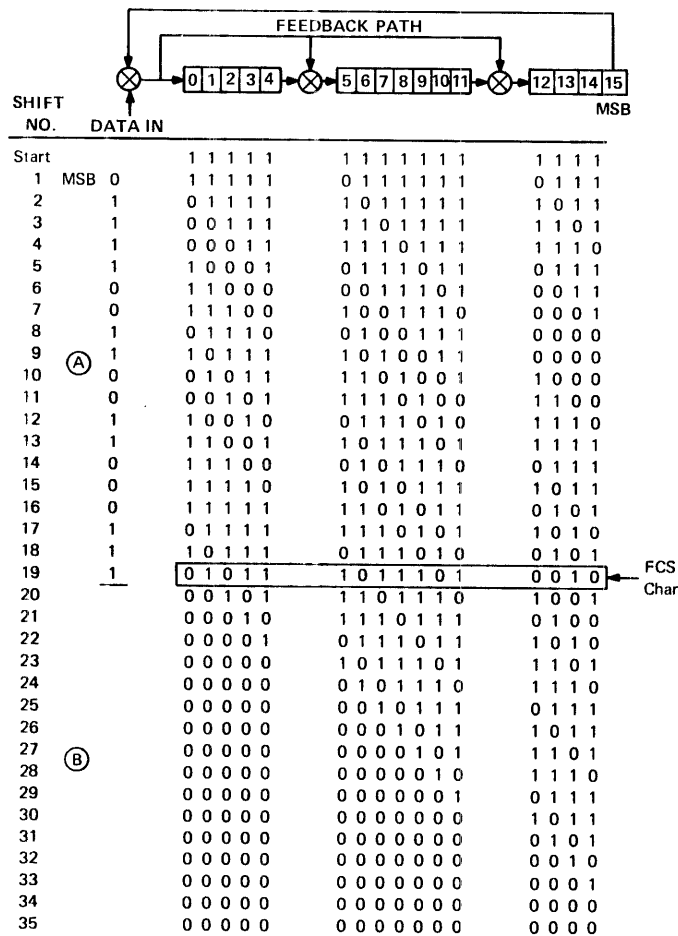 FEEDBACK PATH
0 1 2 3 4 5 6 7 8 9 10 11 12 13 14 15
MSB
SHIFT
NO. DATA IN
Start 1 1 1 1 1 1 1 1 1 1 1 1 1 1 1 1
1 MSB 0 1 1 1 1 1 0 1 1 1 1 1 1 0 1 1 1
2 1 0 1 1 1 1 1 0 1 1 1 1 1 1 0 1 1
3 1 0 0 1 1 1 1 1 0 1 1 1 1 1 1 0 1
4 1 0 0 0 1 1 1 1 1 0 1 1 1 1 1 1 0
5 1 1 0 0 0 1 0 1 1 1 0 1 1 0 1 1 1
6 0 1 1 0 0 0 0 0 1 1 1 0 1 0 0 1 1
7 0 1 1 1 0 0 1 0 0 1 1 1 0 0 0 0 1
8 1 0 1 1 1 0 0 1 0 0 1 1 1 0 0 0 0
9 1 1 0 1 1 1 1 0 1 0 0 1 1 0 0 0 0
A
10 0 0 1 0 1 1 1 1 0 1 0 0 1 1 0 0 0
11 0 0 0 1 0 1 1 1 1 0 1 0 0 1 1 0 0
12 1 1 0 0 1 0 0 1 1 1 0 1 0 1 1 1 0
13 1 1 1 0 0 1 1 0 1 1 1 0 1 1 1 1 1
14 0 1 1 1 0 0 0 1 0 1 1 1 0 0 1 1 1
15 0 1 1 1 1 0 1 0 1 0 1 1 1 1 0 1 1
16 0 1 1 1 1 1 1 1 0 1 0 1 1 0 1 0 1
17 1 0 1 1 1 1 1 1 1 0 1 0 1 1 0 1 0
18 1 1 0 1 1 1 0 1 1 1 0 1 0 0 1 0 1
19 1 0 1 0 1 1 1 0 1 1 1 0 1 0 0 1 0 FCS
Char
20 0 0 1 0 1 1 1 0 1 1 1 0 1 0 0 1
21 0 0 0 1 0 1 1 1 0 1 1 1 0 1 0 0
22 0 0 0 0 1 0 1 1 1 0 1 1 1 0 1 0
23 0 0 0 0 0 1 0 1 1 1 0 1 1 1 0 1
24 0 0 0 0 0 0 1 0 1 1 1 0 1 1 1 0
25 0 0 0 0 0 0 0 1 0 1 1 1 0 1 1 1
26 0 0 0 0 0 0 0 0 1 0 1 1 1 0 1 1
27 0 0 0 0 0 0 0 0 0 1 0 1 1 1 0 1
B
28 0 0 0 0 0 0 0 0 0 0 1 0 1 1 1 0
29 0 0 0 0 0 0 0 0 0 0 0 1 0 1 1 1
30 0 0 0 0 0 0 0 0 0 0 0 0 1 0 1 1
31 0 0 0 0 0 0 0 0 0 0 0 0 0 1 0 1
32 0 0 0 0 0 0 0 0 0 0 0 0 0 0 1 0
33 0 0 0 0 0 0 0 0 0 0 0 0 0 0 0 1
34 0 0 0 0 0 0 0 0 0 0 0 0 0 0 0 0
35 0 0 0 0 0 0 0 0 0 0 0 0 0 0 0 0